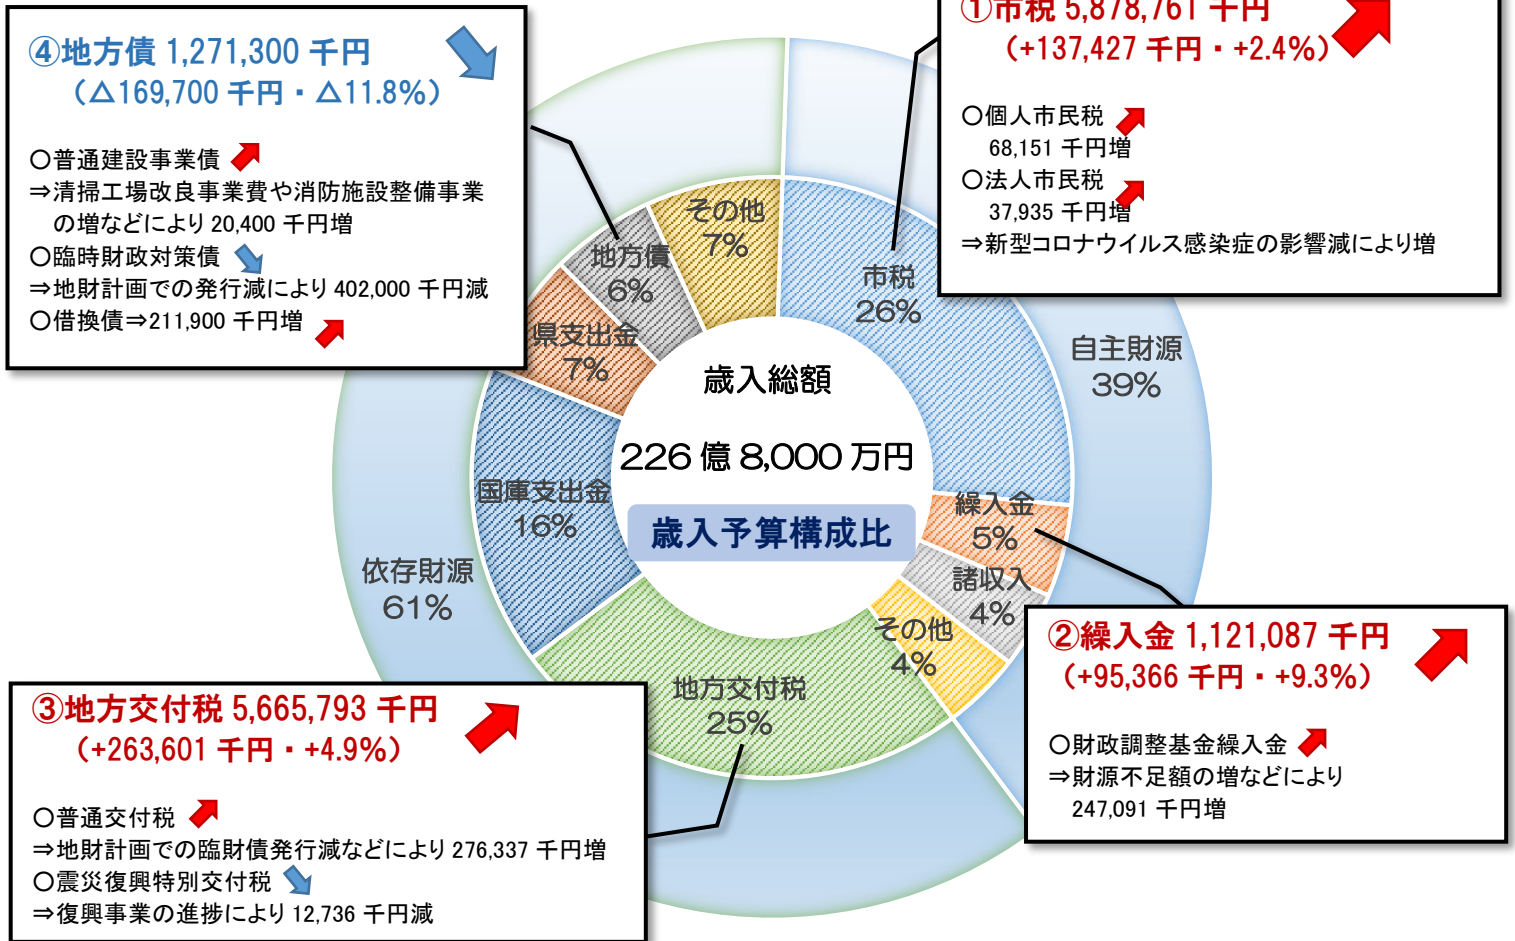 ④地方債 1,271,300 千円
（△169,700 千円・△11.8%）
〇普通建設事業債
⇒清掃工場改良事業費や消防施設整備事業
の増などにより 20,400 千円増
〇臨時財政対策債
⇒地財計画での発行減により 402,000 千円減
〇借換債⇒211,900 千円増
①市税 5,878,761 千円
（+137,427 千円・+2.4%）
〇個人市民税
68,151 千円増
〇法人市民税
37,935 千円増
⇒新型コロナウイルス感染症の影響減により増
その他
7%
地方債
6%
市税
26%
県支出金
7%
自主財源
39%
歳入総額
226 億 8,000 万円
歳入予算構成比
国庫支出金
16%
繰入金
5%
依存財源
61%
諸収入
4%
その他
4%
地方交付税
25%
②繰入金 1,121,087 千円
（+95,366 千円・+9.3%）
〇財政調整基金繰入金
⇒財源不足額の増などにより
247,091 千円増
③地方交付税 5,665,793 千円
（+263,601 千円・+4.9%）
〇普通交付税
⇒地財計画での臨財債発行減などにより 276,337 千円増
〇震災復興特別交付税
⇒復興事業の進捗により 12,736 千円減